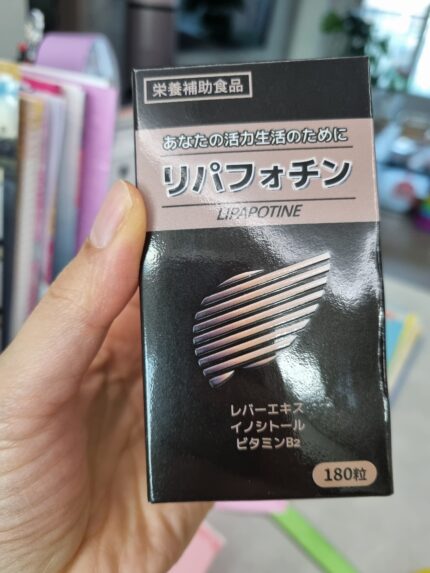 栄養補助食品
あなたの活力生活のために
リパフォチン
LIPAPOTINE
レバーエキス
イノシトール
ビタミンB2
180粒